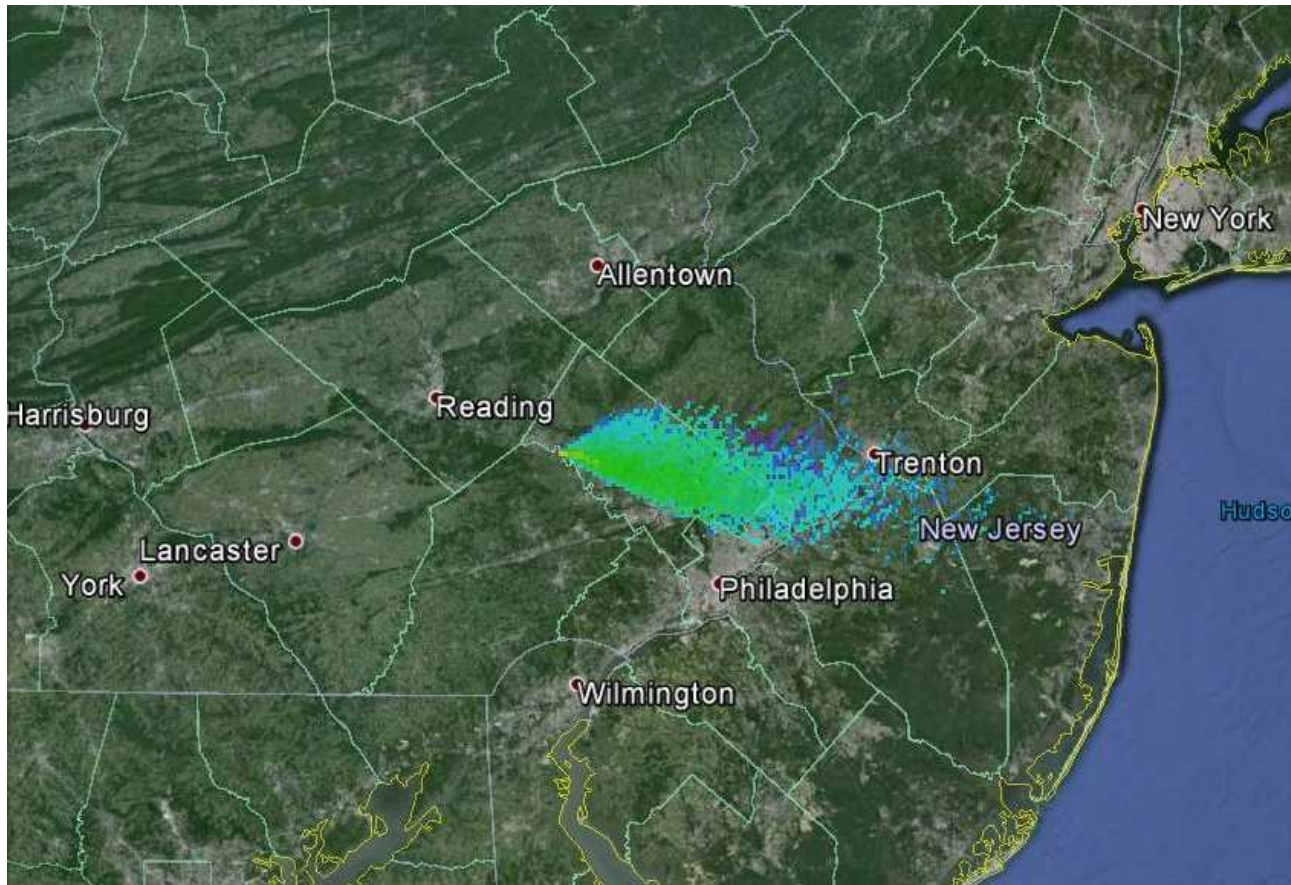 New York
Allentown
Reading
Harrisburg
Trenton
Hudso
New Jersey
Lancaster
York
Philadelphia
Wilmington